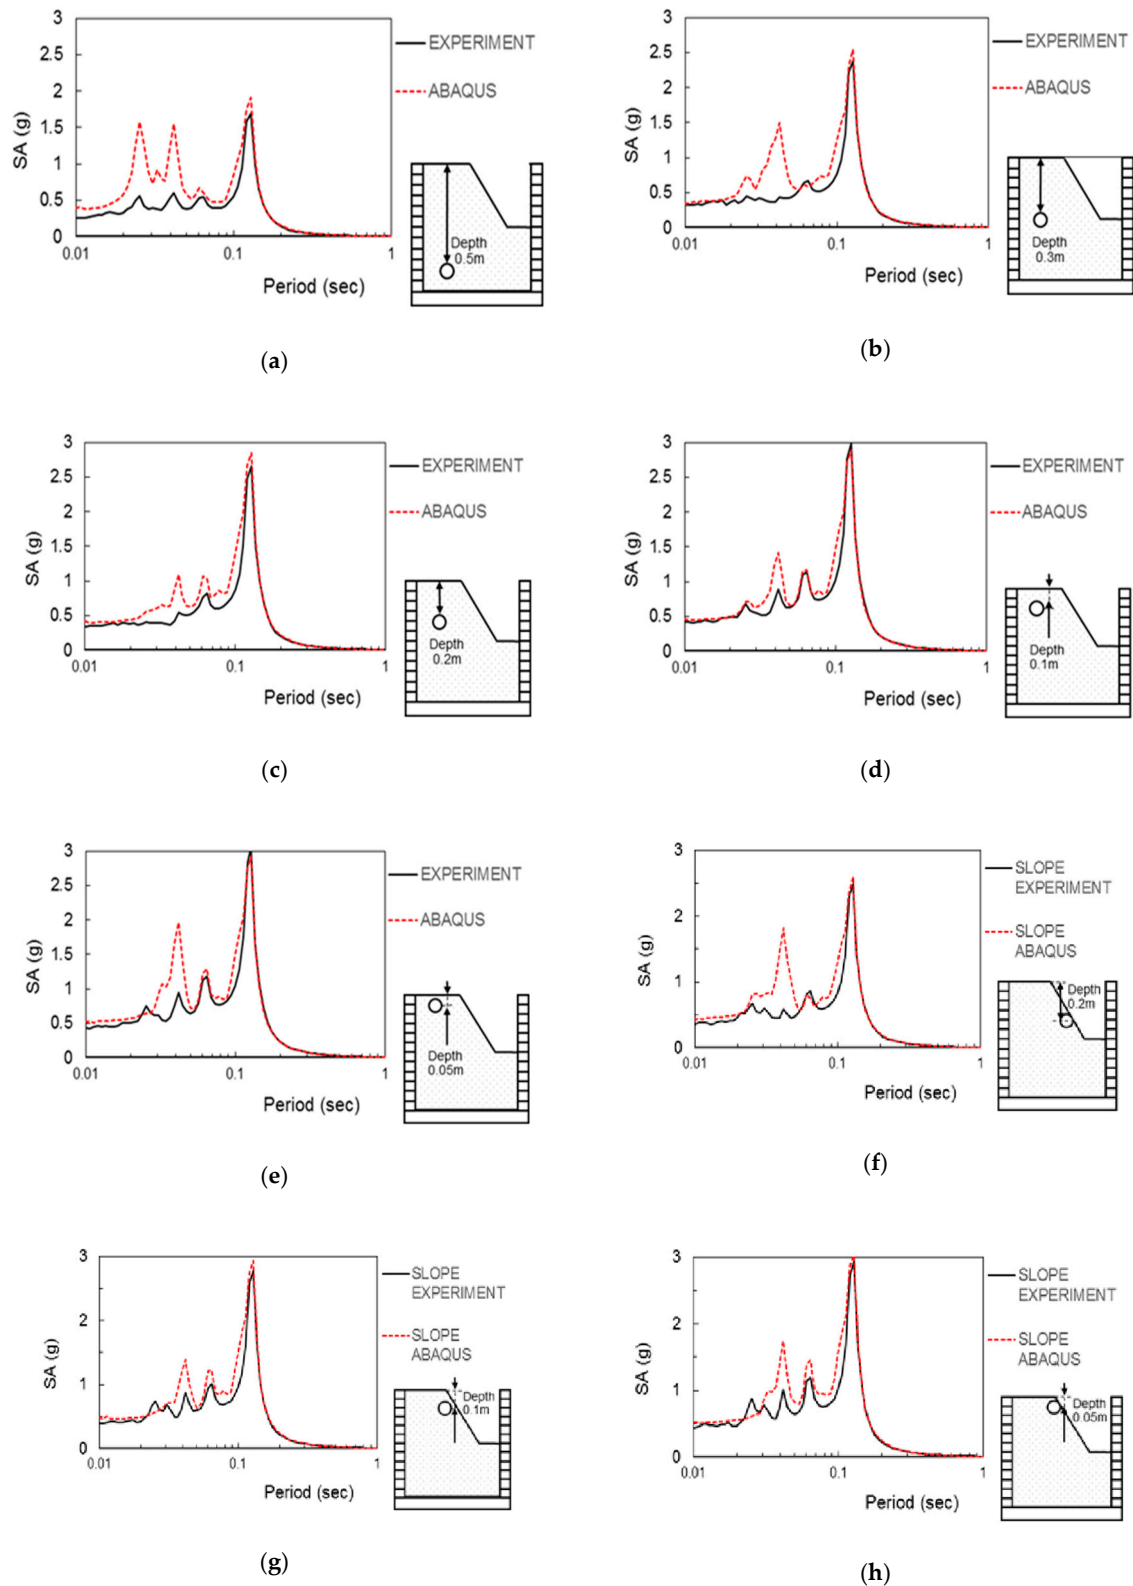 3
2.5
2
1.5
1
0.5
0
0.01
0.1
1
SA (g)
Period (sec)
EXPERIMENT
ABAQUS
Depth
0.5m
(a)
3
2.5
2
1.5
1
0.5
0
0.01
0.1
1
SA (g)
Period (sec)
EXPERIMENT
ABAQUS
Depth
0.3m
(b)
3
2.5
2
1.5
1
0.5
0
0.01
0.1
1
SA (g)
Period (sec)
EXPERIMENT
ABAQUS
Depth
0.2m
(c)
3
2.5
2
1.5
1
0.5
0
0.01
0.1
1
SA (g)
Period (sec)
EXPERIMENT
ABAQUS
Depth
0.1m
(d)
3
2.5
2
1.5
1
0.5
0
0.01
0.1
1
SA (g)
Period (sec)
EXPERIMENT
ABAQUS
Depth
0.05m
(e)
3
2
1
0
0.01
0.1
1
SA (g)
Period (sec)
SLOPE
EXPERIMENT
SLOPE
ABAQUS
Depth
0.2m
(f)
3
2
1
0
0.01
0.1
1
SA (g)
Period (sec)
SLOPE
EXPERIMENT
SLOPE
ABAQUS
Depth
0.1m
(g)
3
2
1
0
0.01
0.1
1
SA (g)
Period (sec)
SLOPE
EXPERIMENT
SLOPE
ABAQUS
Depth
0.05m
(h)